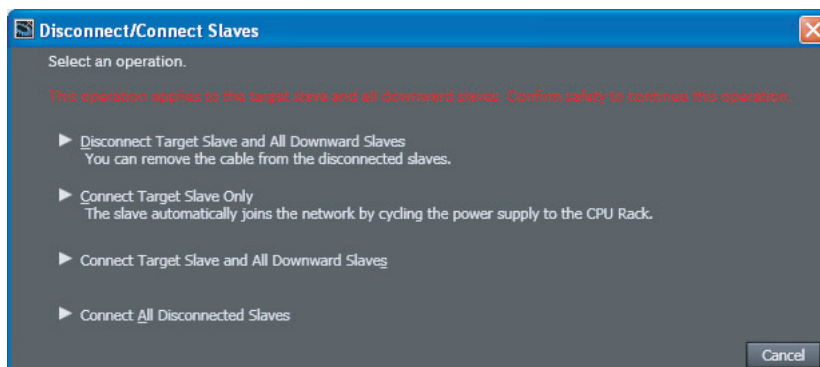 Disconnect/Connect Slaves
Select an operation.
This operation applies to the target slave and all downward slaves. Confirm safety to continue this operation.
Disconnect Target Slave and All Downward Slaves
You can remove the cable from the disconnected slaves.
Connect Target Slave Only
The slave automatically joins the network by cycling the power supply to the CPU Rack.
Connect Target Slave and All Downward Slaves
Connect All Disconnected Slaves
Cancel